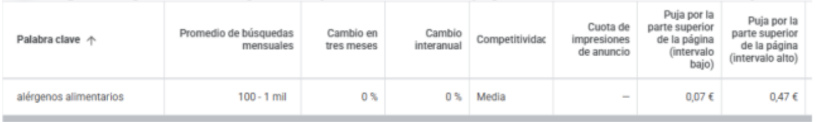 Palabra clave ↑
Promedio de búsquedas
mensuales
Cambio en
tres meses
Cambio
interanual
Competitividac
Cuota de
impresiones
de anuncio
Puja por la
parte superior
de la página
(intervalo
bajo)
Puja por la
parte superior
de la página
(intervalo alto)
alérgenos alimentarios 100 - 1 mil 0 % 0 % Media — 0,07 € 0,47 €